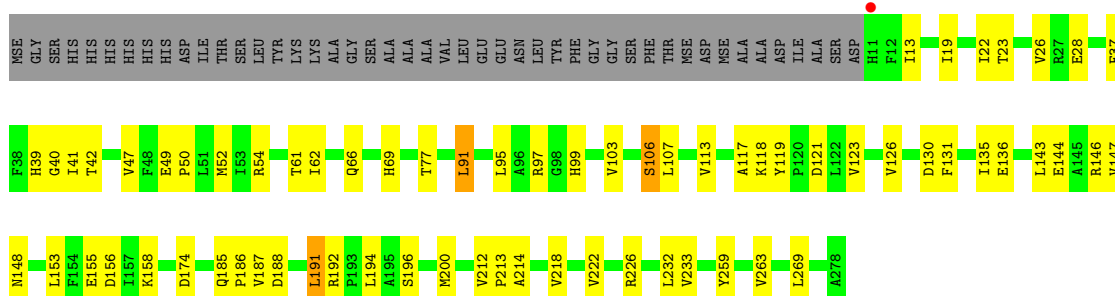 MSE GLY SER HIS HIS HIS HIS HIS HIS ASP ILE THR SER LEU TYR LYS LYS ALA GLY SER ALA ALA ALA VAL LEU GLU GLU ASN LEU TYR PHE GLY GLY SER PHE THR MSE ASP MSE ALA ALA ASP ILE ALA SER ASP H11 F12 I13 I19 I22 T23 V26 R27 E28 E37
F38 H39 G40 I41 T42 V47 F48 E49 P50 L51 M52 I53 R54 T61 I62 Q66 H69 T77 L91 L95 A96 R97 G98 H99 V103 S106 L107 V113 A117 K118 Y119 P120 D121 L122 V123 V126 D130 F131 I135 E136 L143 E144 A145 R146 V147
N148 L153 F154 E155 D156 I157 K158 D174 Q185 P186 V187 D188 L191 R192 P193 L194 A195 S196 M200 V212 P213 A214 V218 V222 R226 L232 V233 Y259 V263 L269 A278